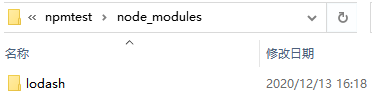 « npmtest › node_modules
名称 修改日期
lodash 2020/12/13 16:18